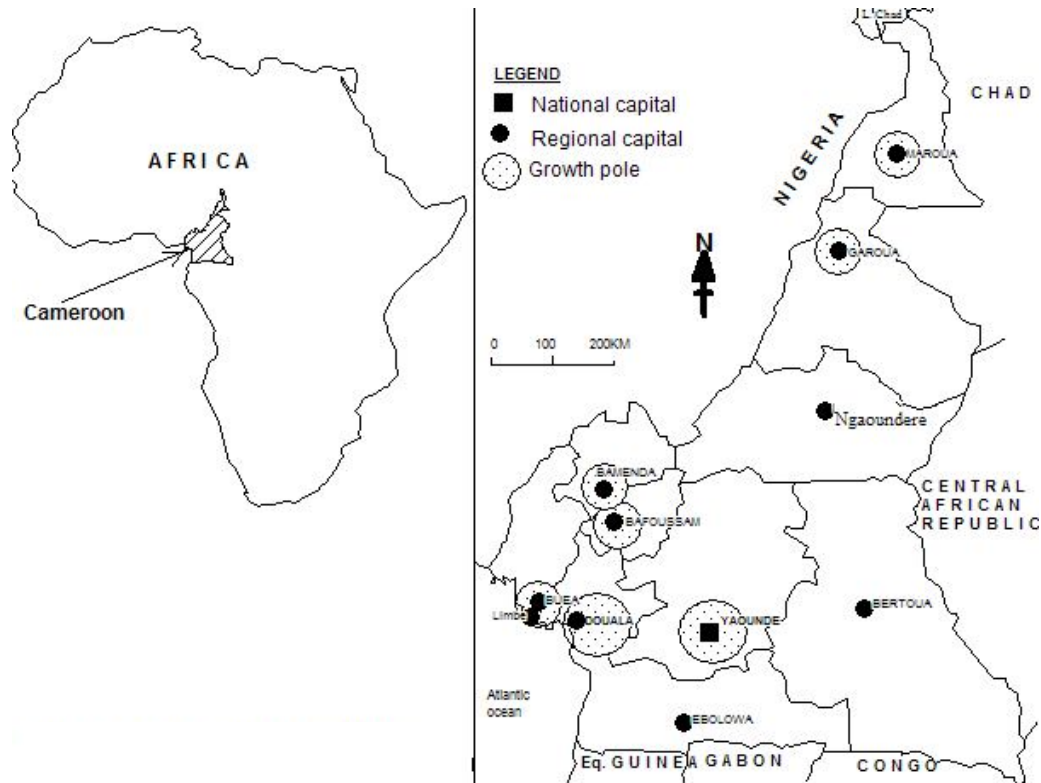 AFRICA
Cameroon
LEGEND
National capital
Regional capital
Growth pole
L. Chad
CHAD
NIGERIA
MAROUA
GAROUA
N
0 100 200KM
Ngaoundere
BAMENDA
BAFOUSSAM
CENTRAL
AFRICAN
REPUBLIC
BUEA
Limbe
DOUALA
YAOUNDE
BERTOUA
Atlantic
ocean
EBOLOWA
Eq. GUINEA
GABON
CONGO